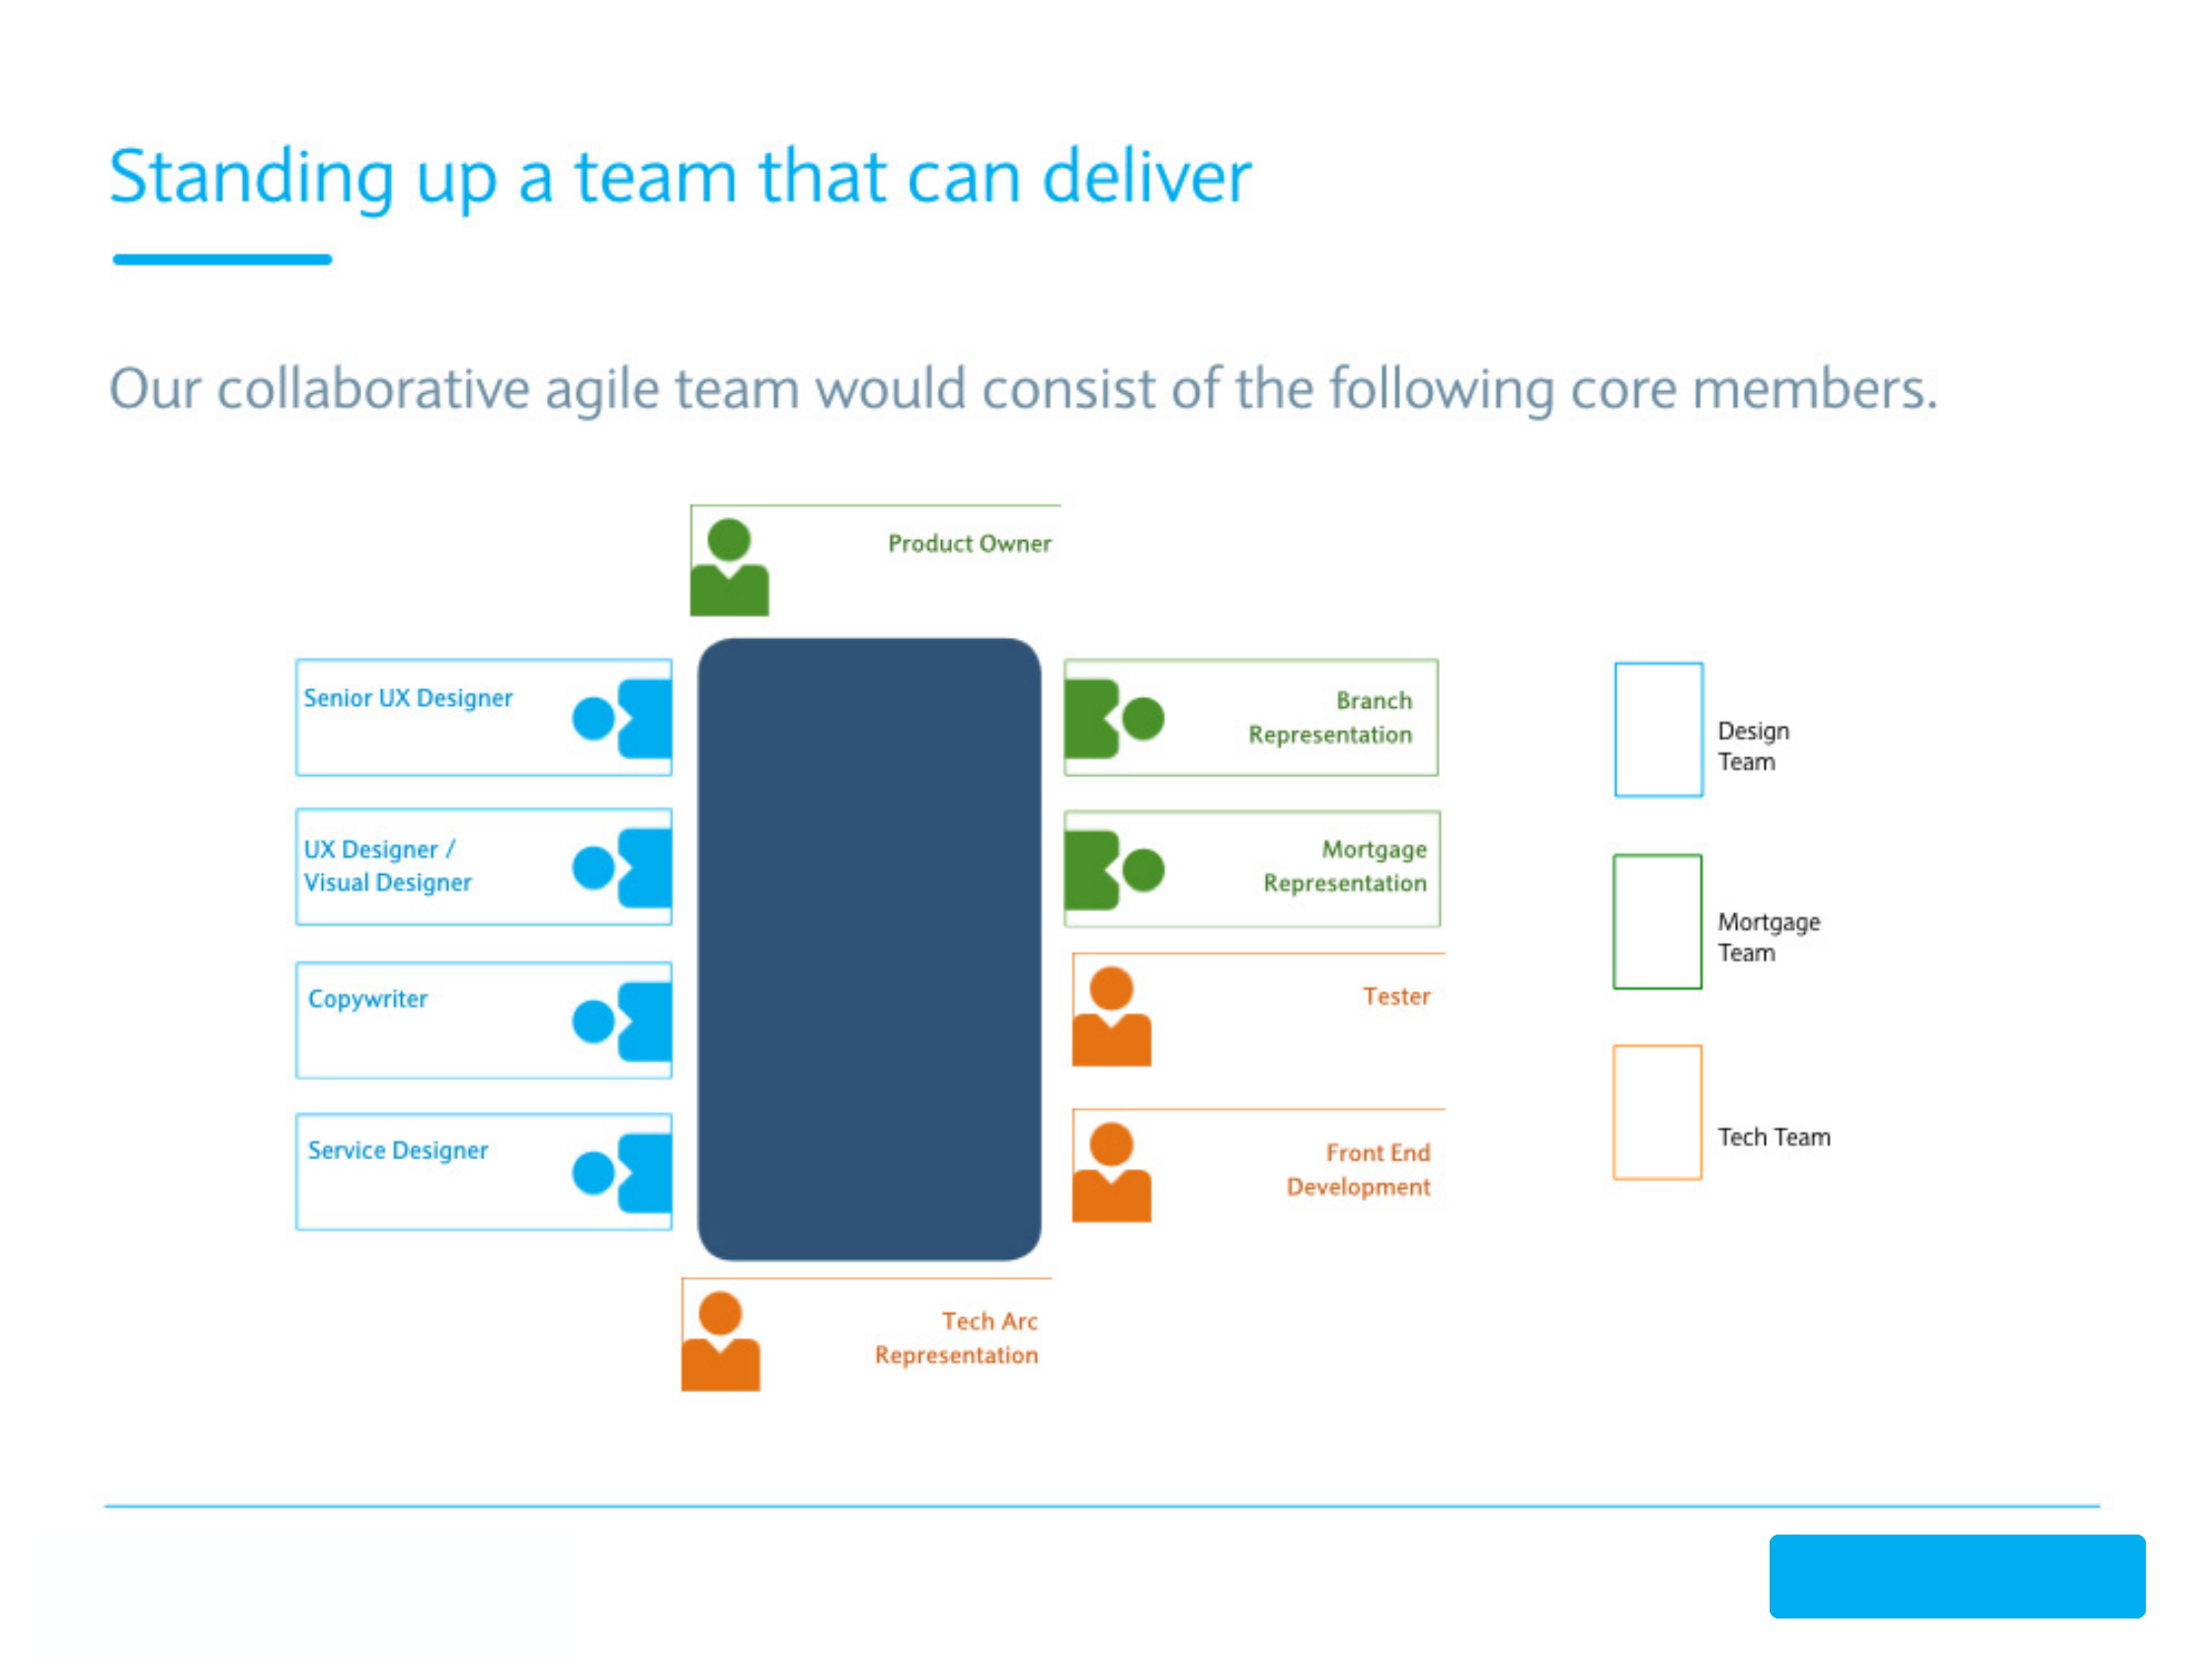 Standing up a team that can deliver
Our collaborative agile team would consist of the following core members.
Product Owner
Senior UX Designer
UX Designer /
Visual Designer
Copywriter
Service Designer
Branch
Representation
Mortgage
Representation
Tester
Front End
Development
Tech Arc
Representation
Design
Team
Mortgage
Team
Tech Team